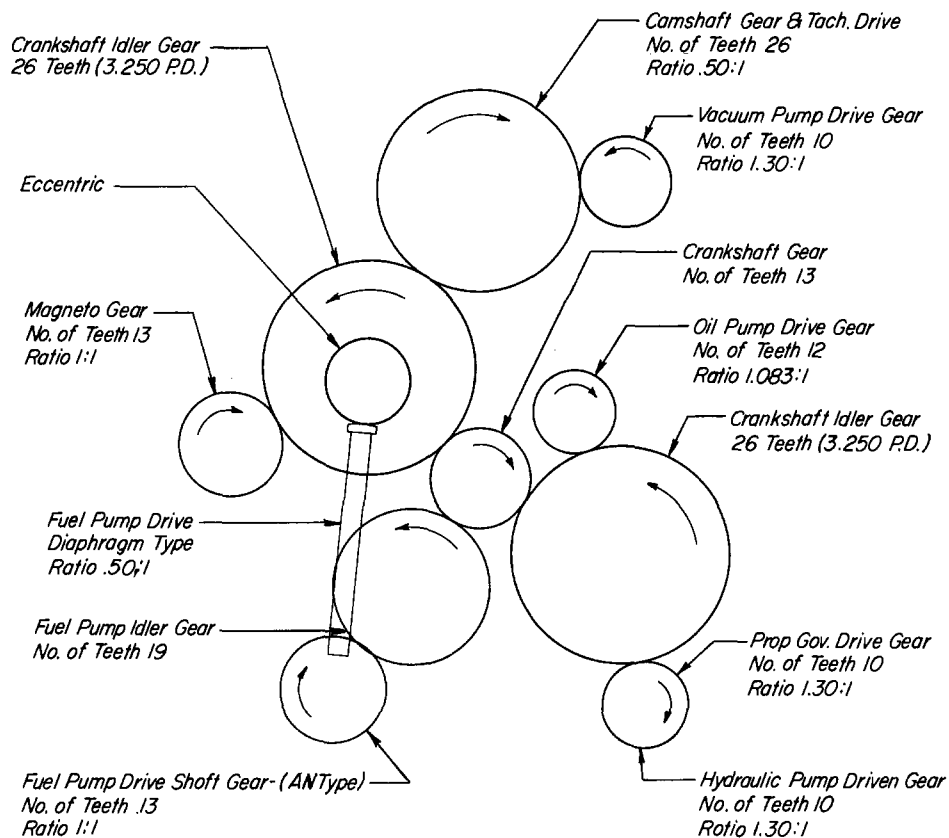 Crankshaft Idler Gear
26 Teeth (3.250 P.D.)
Camshaft Gear & Tach. Drive
No. of Teeth 26
Ratio .50:1
Vacuum Pump Drive Gear
No. of Teeth 10
Ratio 1.30:1
Eccentric
Crankshaft Gear
No. of Teeth 13
Magneto Gear
No. of Teeth 13
Ratio 1:1
Oil Pump Drive Gear
No. of Teeth 12
Ratio 1.083:1
Crankshaft Idler Gear
26 Teeth (3.250 P.D.)
Fuel Pump Drive
Diaphragm Type
Ratio .50:1
Fuel Pump Idler Gear
No. of Teeth 19
Prop Gov. Drive Gear
No. of Teeth 10
Ratio 1.30:1
Fuel Pump Drive Shaft Gear-(AN Type)
No. of Teeth 13
Ratio 1:1
Hydraulic Pump Driven Gear
No. of Teeth 10
Ratio 1.30:1